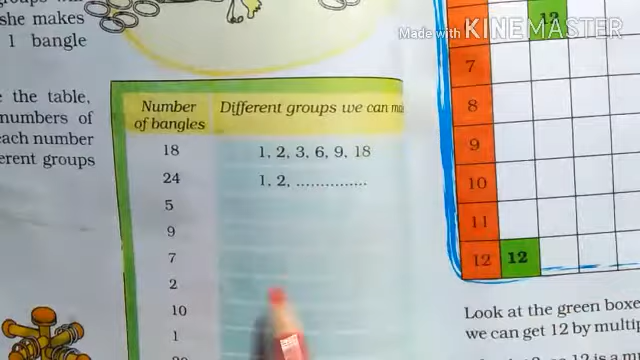 she makes
1 bangle
the table,
numbers of
each number
erent groups
Number of bangles
Different groups we can
18
1, 2, 3, 6, 9, 18
24
1, 2, ................
5
9
7
2
10
1
Made with KINEMASTER
12
7
8
9
10
11
12 12
Look at the green boxe
we can get 12 by multip
12 is a m